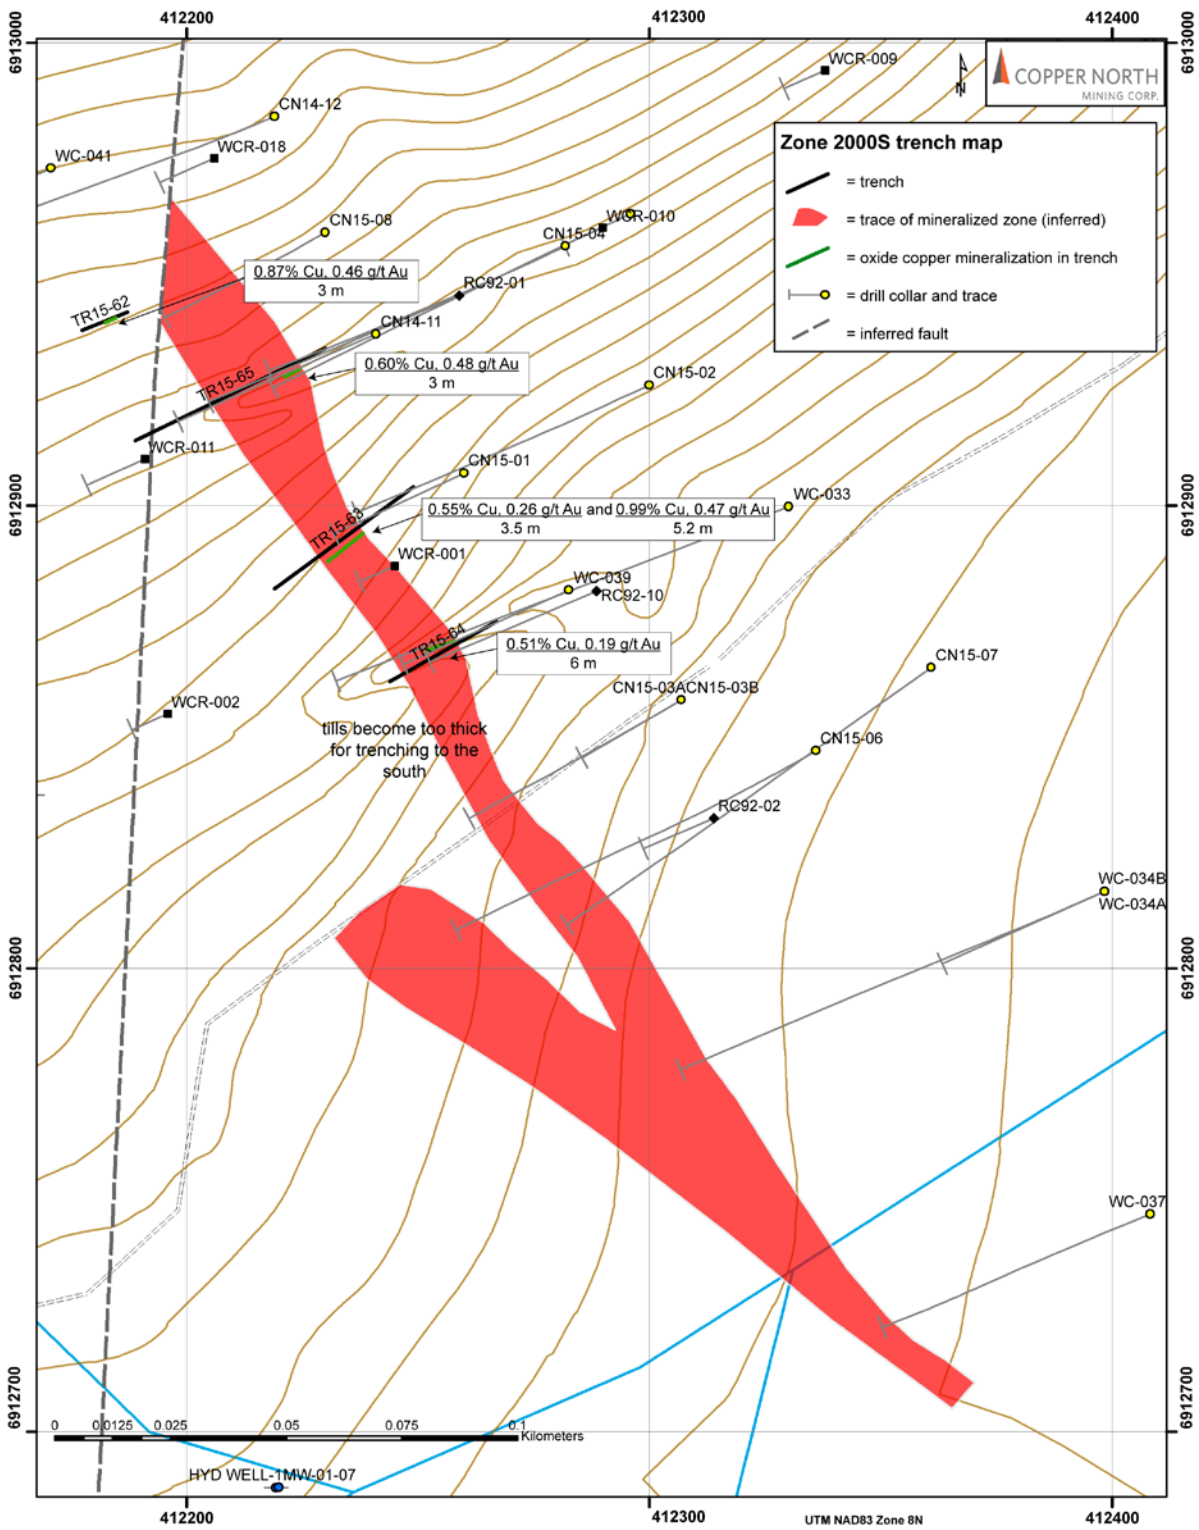 412200
412300
412400
6913000
6913000
COPPER NORTH
MINING CORP.
N
WCR-009
CN14-12
WCR-018
WC-041
Zone 2000S trench map
= trench
= trace of mineralized zone (inferred)
= oxide copper mineralization in trench
= drill collar and trace
= inferred fault
CN15-08
WCR-010
CN15-04
0.87% Cu, 0.46 g/t Au
3 m
RC92-01
TR15-62
CN14-11
0.60% Cu, 0.48 g/t Au
3 m
TR15-65
CN15-02
WCR-011
CN15-01
6912900
6912900
WC-033
0.55% Cu, 0.26 g/t Au and 0.99% Cu, 0.47 g/t Au
3.5 m 5.2 m
TR15-63
WCR-001
WC-039
RC92-10
TR15-64
0.51% Cu, 0.19 g/t Au
6 m
CN15-07
CN15-03ACN15-03B
WCR-002
tills become too thick
for trenching to the
south
CN15-06
RC92-02
WC-034B
WC-034A
6912800
6912800
WC-037
6912700
6912700
0 0.0125 0.025 0.05 0.075 0.1
Kilometers
HYD WELL-1MW-01-07
412200
412300
412400
UTM NAD83 Zone 8N